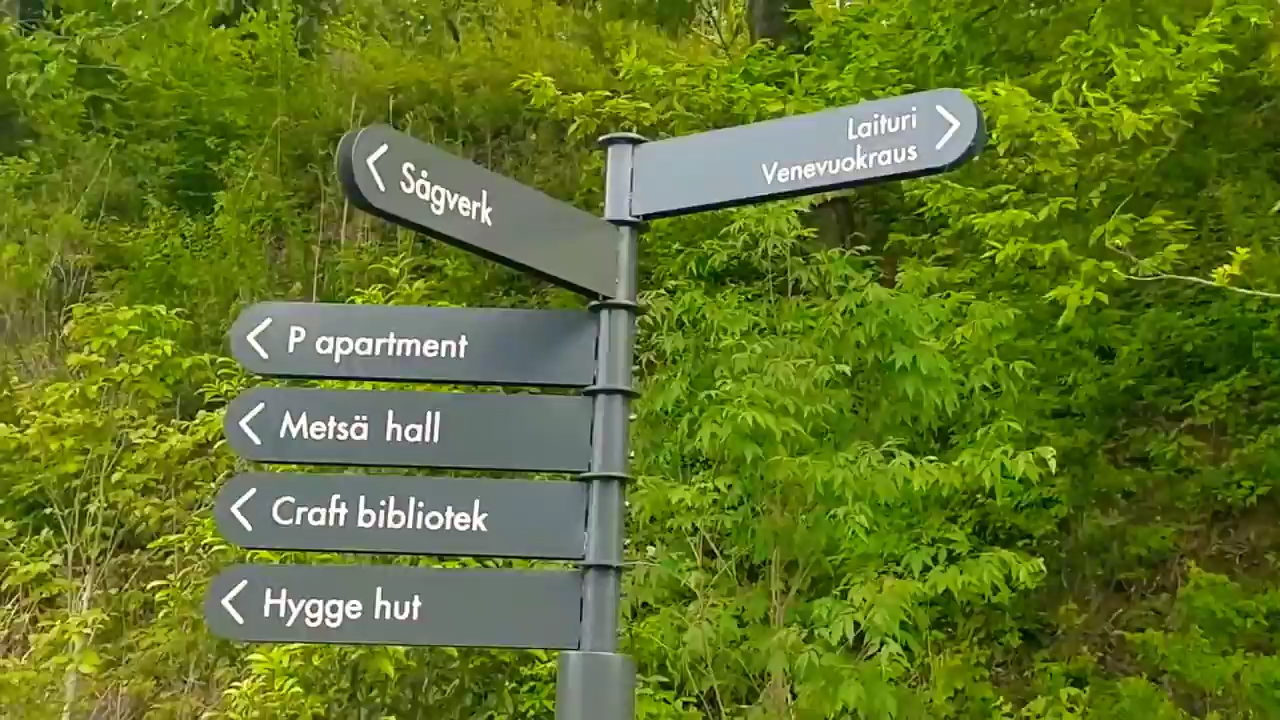 Laituri
Venevuokraus
Sågverk
P apartment
Metsä hall
Craft bibliotek
Hygge hut